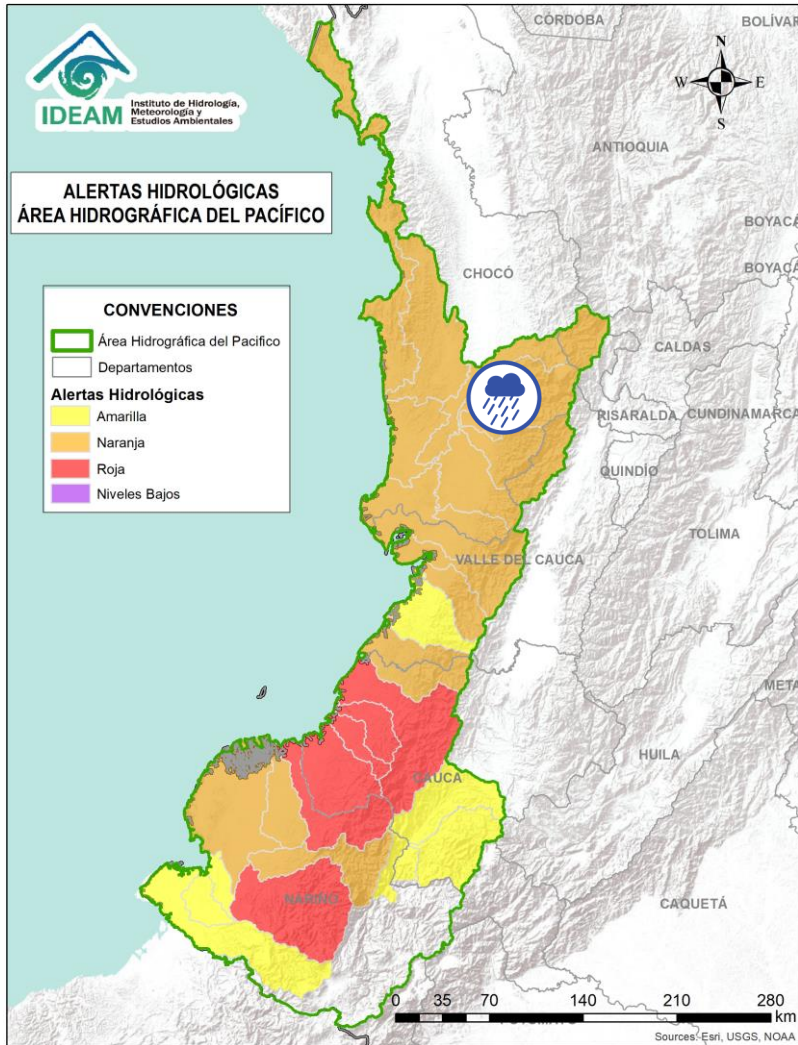 CÓRDOBA
BOLÍVAR
N
W
E
S
IDEAM
Instituto de Hidrología,
Meteorología y
Estudios Ambientales
ANTIOQUIA
ALERTAS HIDROLÓGICAS
ÁREA HIDROGRÁFICA DEL PACÍFICO
BOYACÁ
CHOCÓ
BOYACÁ
CONVENCIONES
Área Hidrográfica del Pacifico
Departamentos
Alertas Hidrológicas
Amarilla
Naranja
Roja
Niveles Bajos
CALDAS
RISARALDA
CUNDINAMARCA
QUINDÍO
TOLIMA
VALLE DEL CAUCA
META
HUILA
CAUCA
NARIÑO
CAQUETÁ
0 35 70 140 210 280
km
Sources: Esri, USGS, NOAA